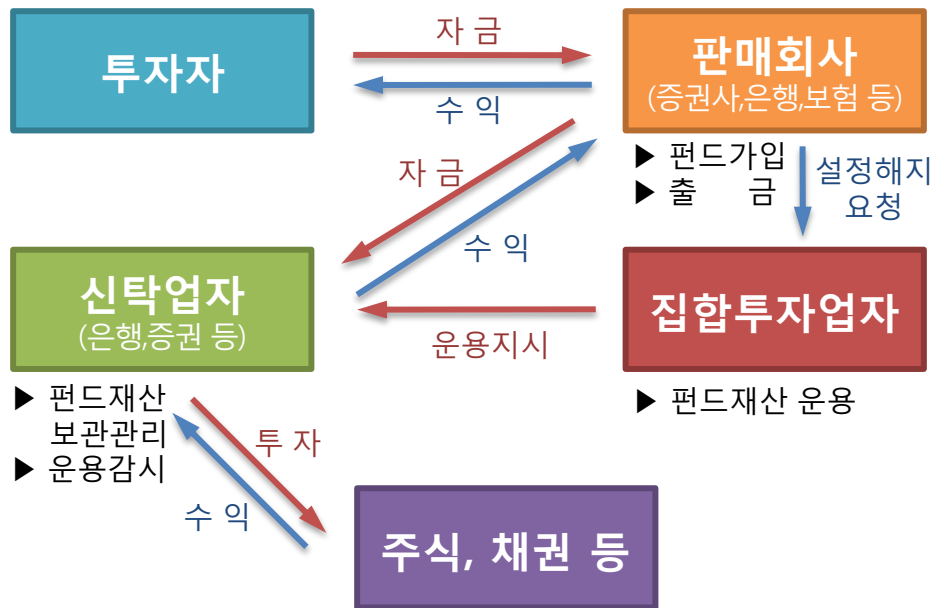 자 금
투자자
판매회사
(증권사,은행,보험 등)
수 익
▶ 펀드가입
▶ 출 금
설정해지
요청
자 금
수 익
신탁업자
(은행,증권 등)
집합투자업자
운용지시
▶ 펀드재산
보관관리
▶ 운용감시
▶ 펀드재산 운용
투 자
수 익
주식, 채권 등